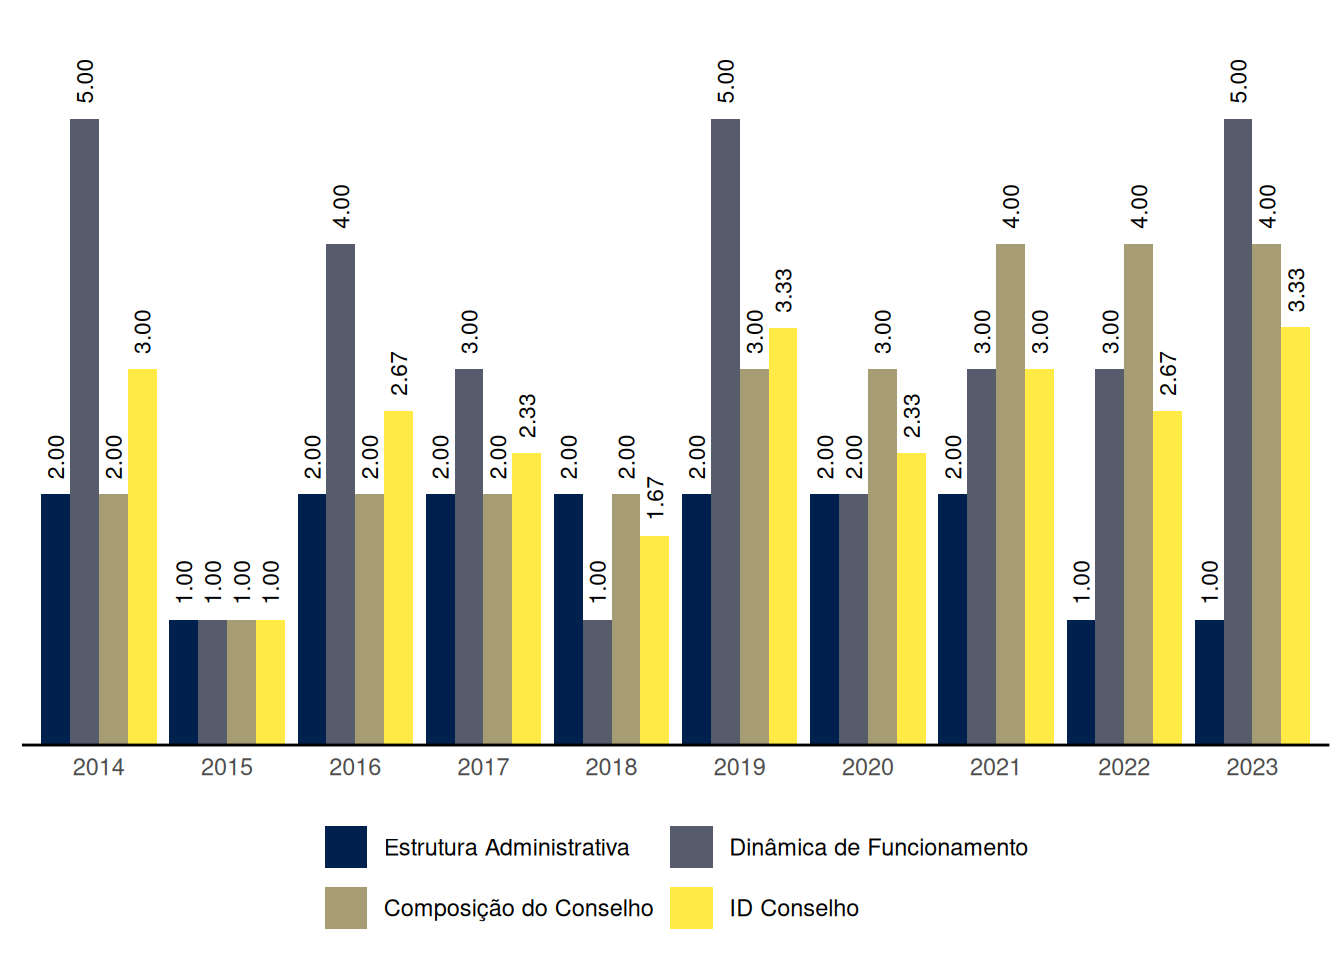 2.00 5.00 2.00 3.00
1.00 1.00 1.00 1.00
2.00 4.00 2.00 2.67
2.00 3.00 2.00 2.33
2.00 1.00 2.00 1.67
2.00 5.00 3.00 3.33
2.00 2.00 3.00 2.33
2.00 3.00 4.00 3.00
1.00 3.00 4.00 2.67
1.00 5.00 4.00 3.33
2014 2015 2016 2017 2018 2019 2020 2021 2022 2023
Estrutura Administrativa Dinâmica de Funcionamento
Composição do Conselho ID Conselho